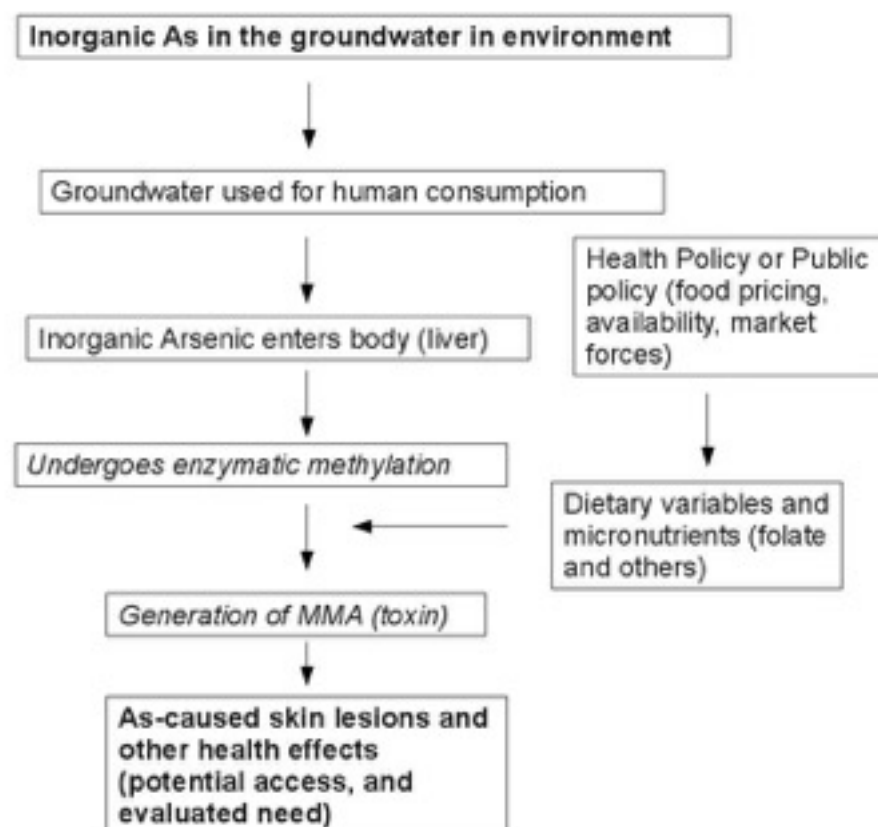 Inorganic As in the groundwater in environment
Groundwater used for human consumption
Health Policy or Public
policy (food pricing,
availability, market
forces)
Inorganic Arsenic enters body (liver)
Undergoes enzymatic methylation
Dietary variables and
micronutrients (folate
and others)
Generation of MMA (toxin)
As-caused skin lesions and
other health effects
(potential access, and
evaluated need)